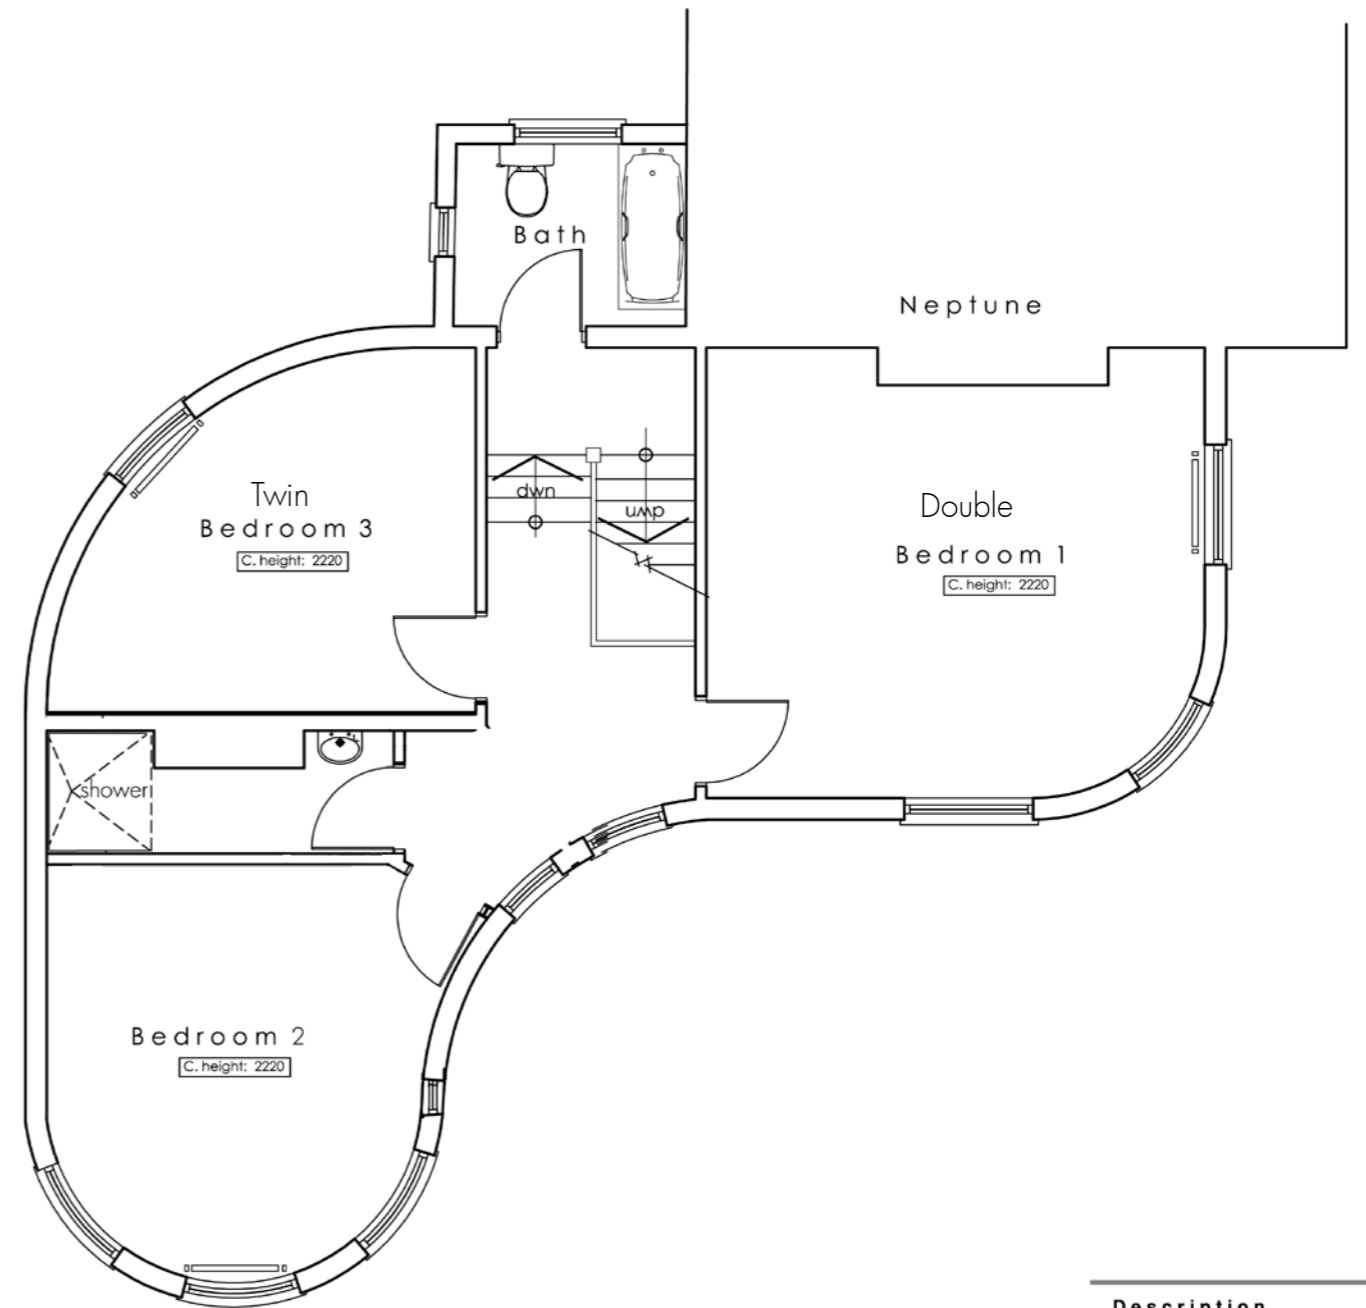 Bath
Neptune
Twin
Bedroom 3
C. height: 2220
dwn
dwn
Double
Bedroom 1
C. height: 2220
shower
Bedroom 2
C. height: 2220
Description